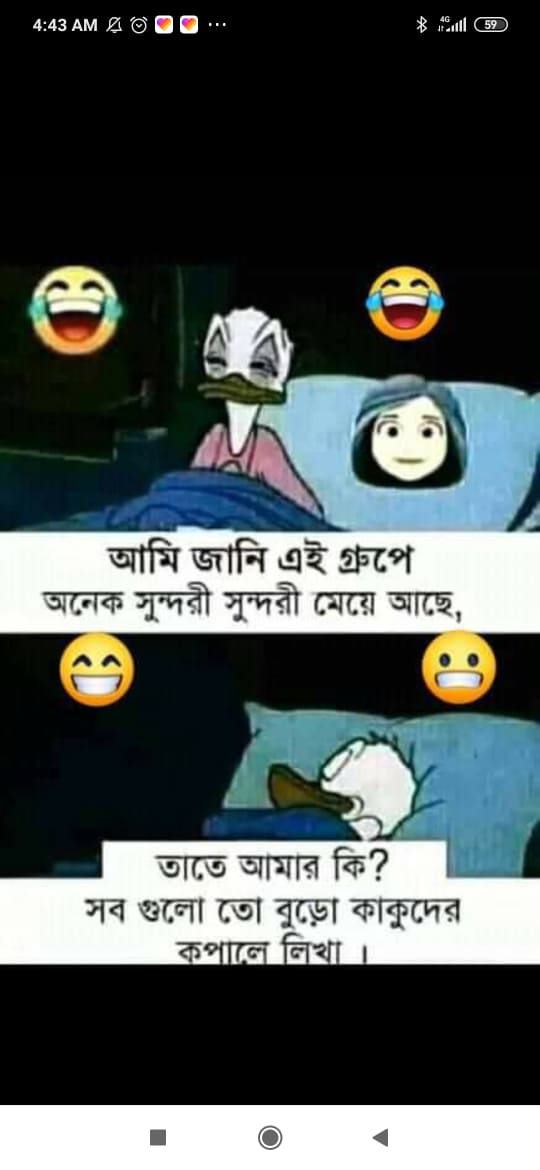 4:43 AM
4G
59
আমি জানি এই গ্রুপে
অনেক সুন্দরী সুন্দরী মেয়ে আছে,
তাতে আমার কি?
সব গুলো তো বুড়ো কাকুদের
কপালে লিখা ।